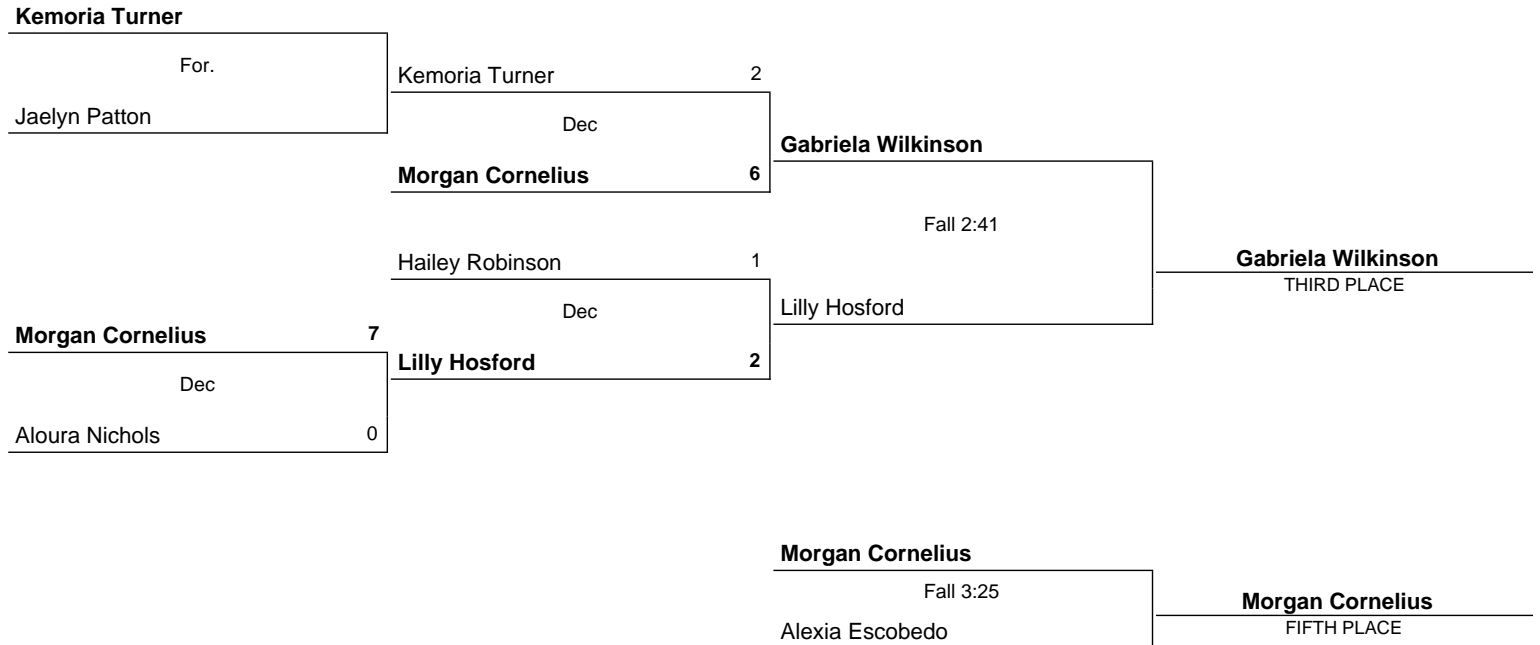 Kemoria Turner
For.
Jaelyn Patton
Kemoria Turner 2
Dec
Morgan Cornelius 6
Hailey Robinson 1
Dec
Lilly Hosford 2
Morgan Cornelius 7
Dec
Aloura Nichols 0
Gabriela Wilkinson
Fall 2:41
Lilly Hosford
Gabriela Wilkinson
THIRD PLACE
Morgan Cornelius
Fall 3:25
Alexia Escobedo
Morgan Cornelius
FIFTH PLACE